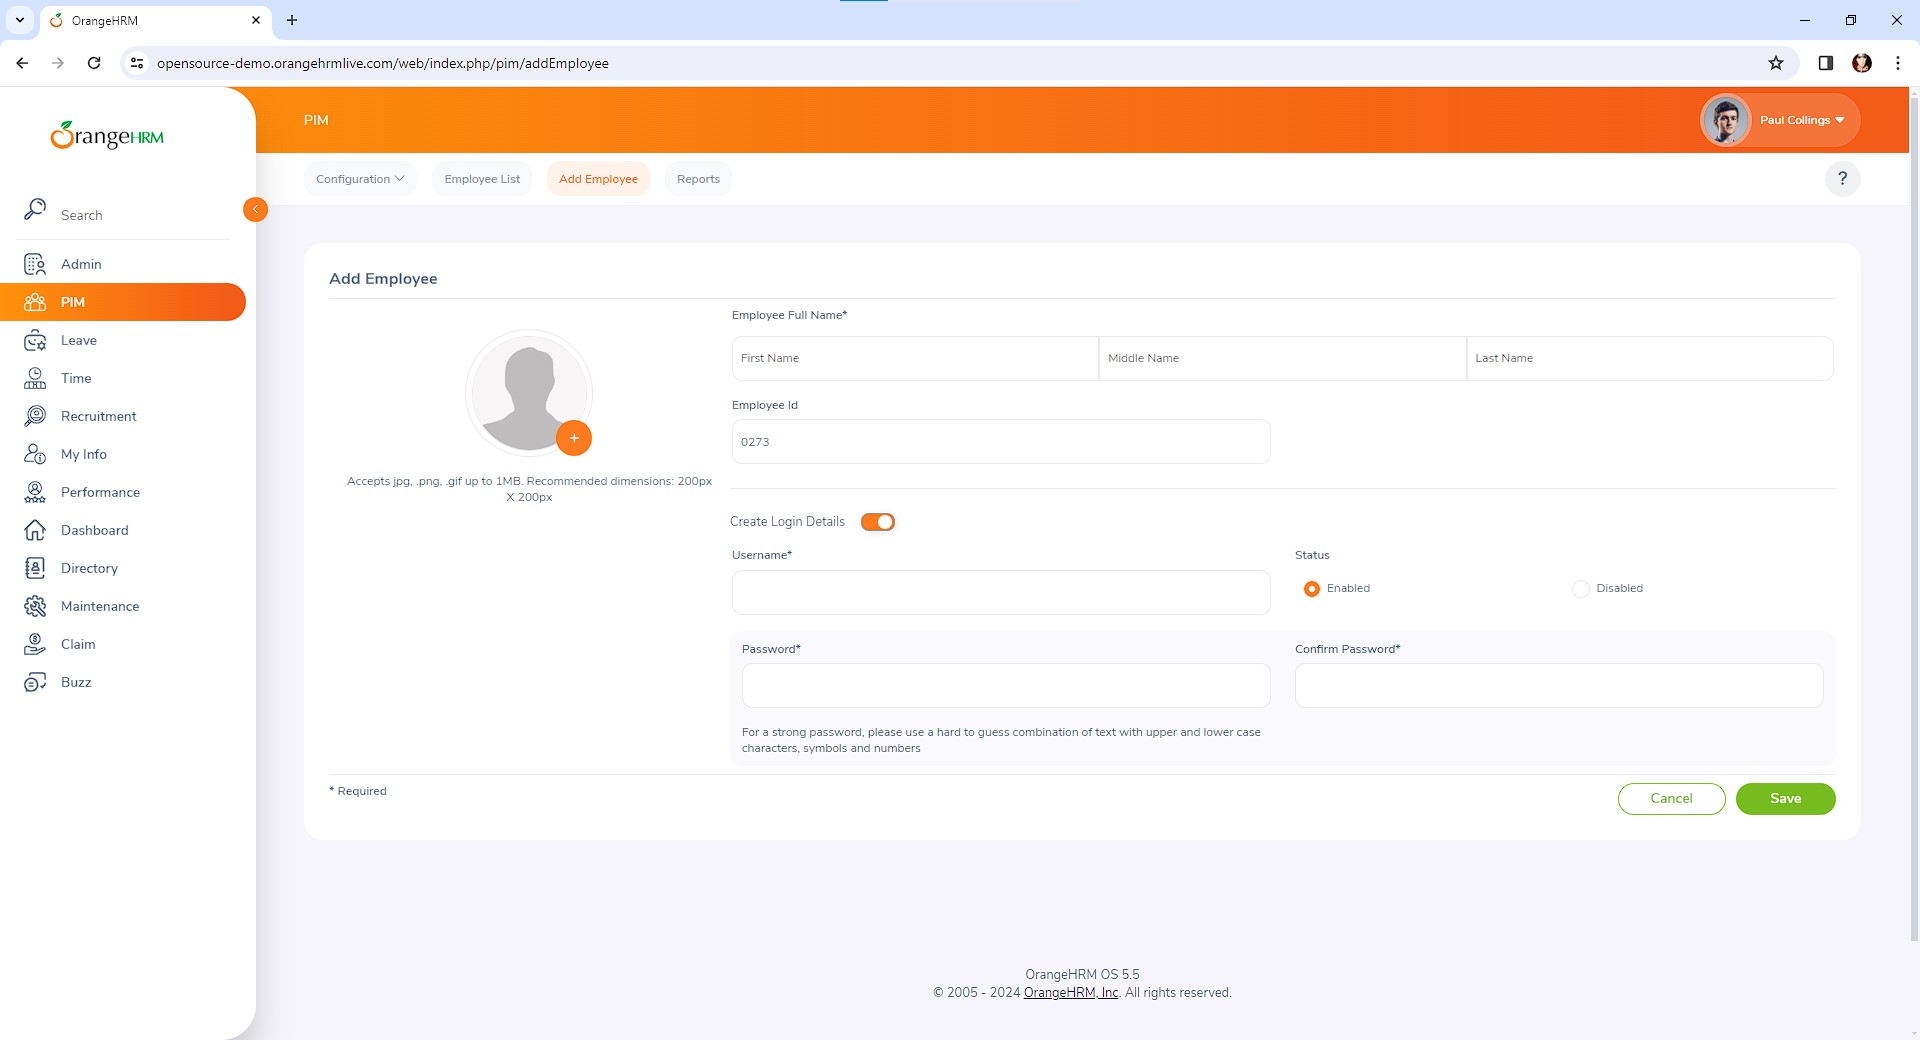 OrangeHRM
opensource-demo.orangehrmlive.com/web/index.php/pim/addEmployee
OrangeHRM
PIM
Paul Collings
Configuration
Employee List
Add Employee
Reports
?
Search
Admin
PIM
Leave
Time
Recruitment
My Info
Performance
Dashboard
Directory
Maintenance
Claim
Buzz
Add Employee
Accepts jpg, .png, .gif up to 1MB. Recommended dimensions: 200px
X 200px
Employee Full Name*
First Name
Middle Name
Last Name
Employee Id
0273
Create Login Details
Username*
Status
Enabled
Disabled
Password*
Confirm Password*
For a strong password, please use a hard to guess combination of text with upper and lower case
characters, symbols and numbers
* Required
Cancel
Save
OrangeHRM OS 5.5
© 2005 - 2024 OrangeHRM, Inc. All rights reserved.